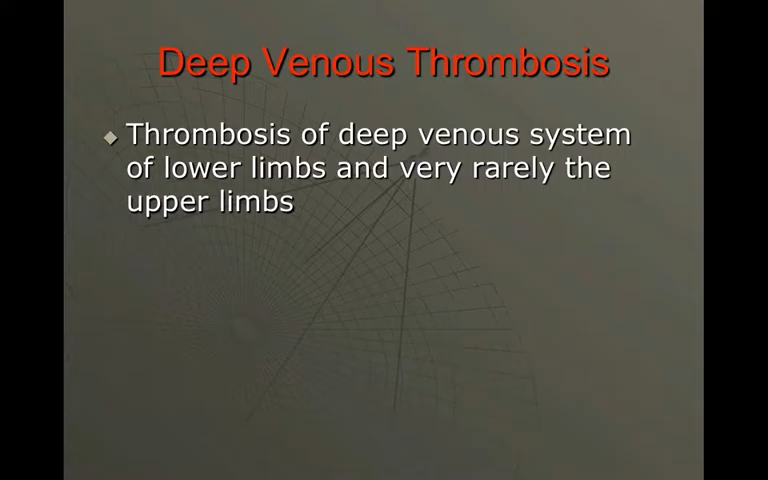 Deep Venous Thrombosis
Thrombosis of deep venous system
of lower limbs and very rarely the
upper limbs